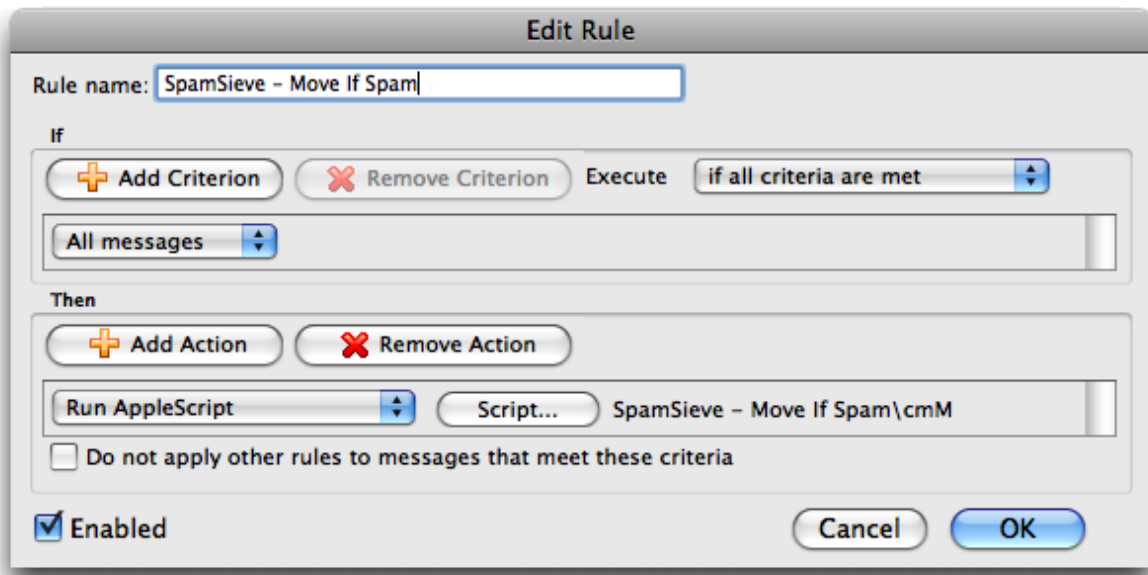 Edit Rule
Rule name: SpamSieve – Move If Spam
If
Add Criterion Remove Criterion Execute if all criteria are met
All messages
Then
Add Action Remove Action
Run AppleScript Script... SpamSieve – Move If Spam\cmM
Do not apply other rules to messages that meet these criteria
Enabled Cancel OK